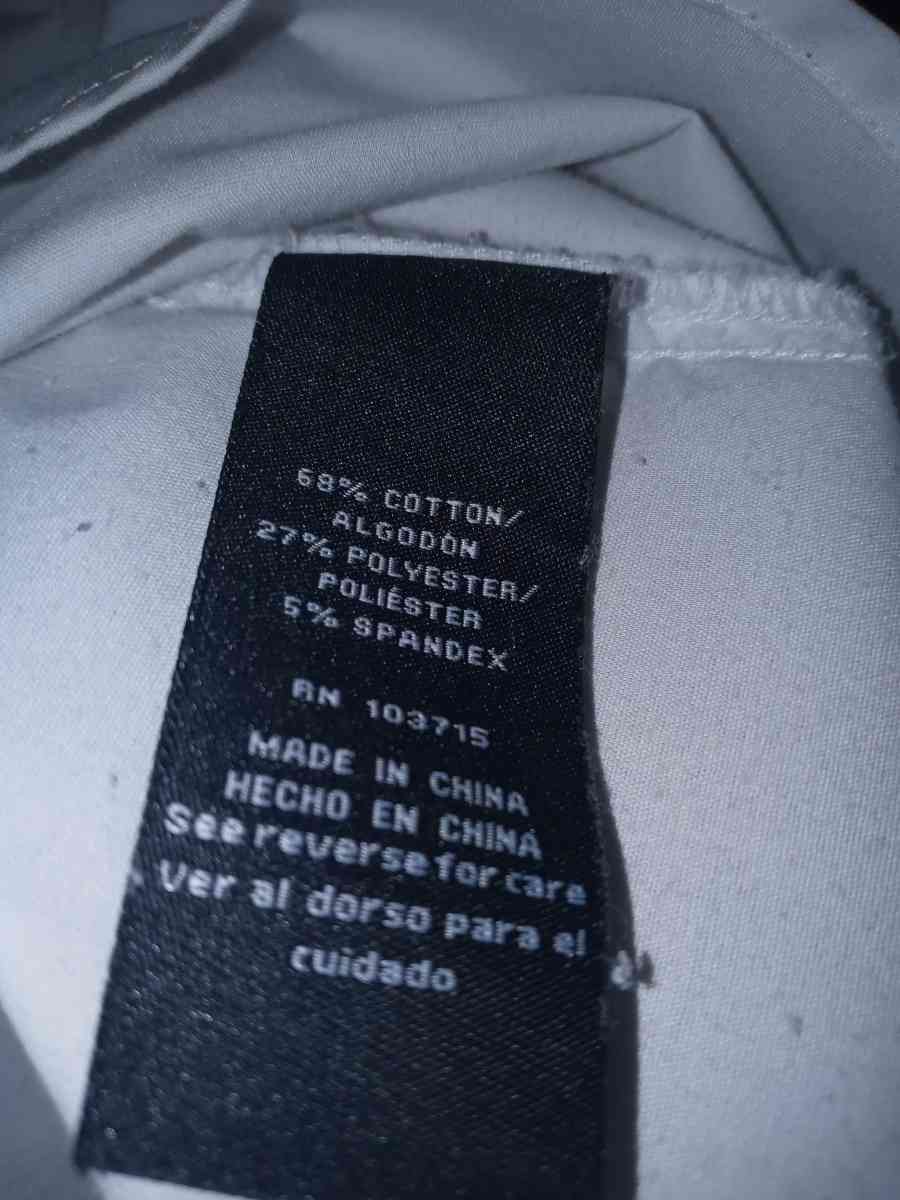 68% COTTON/
ALGODÓN
27% POLYESTER/
POLIÉSTER
5% SPANDEX
RN 103715
MADE IN CHINA
HECHO EN CHINA
See reverse for care
Ver al dorso para el
cuidado